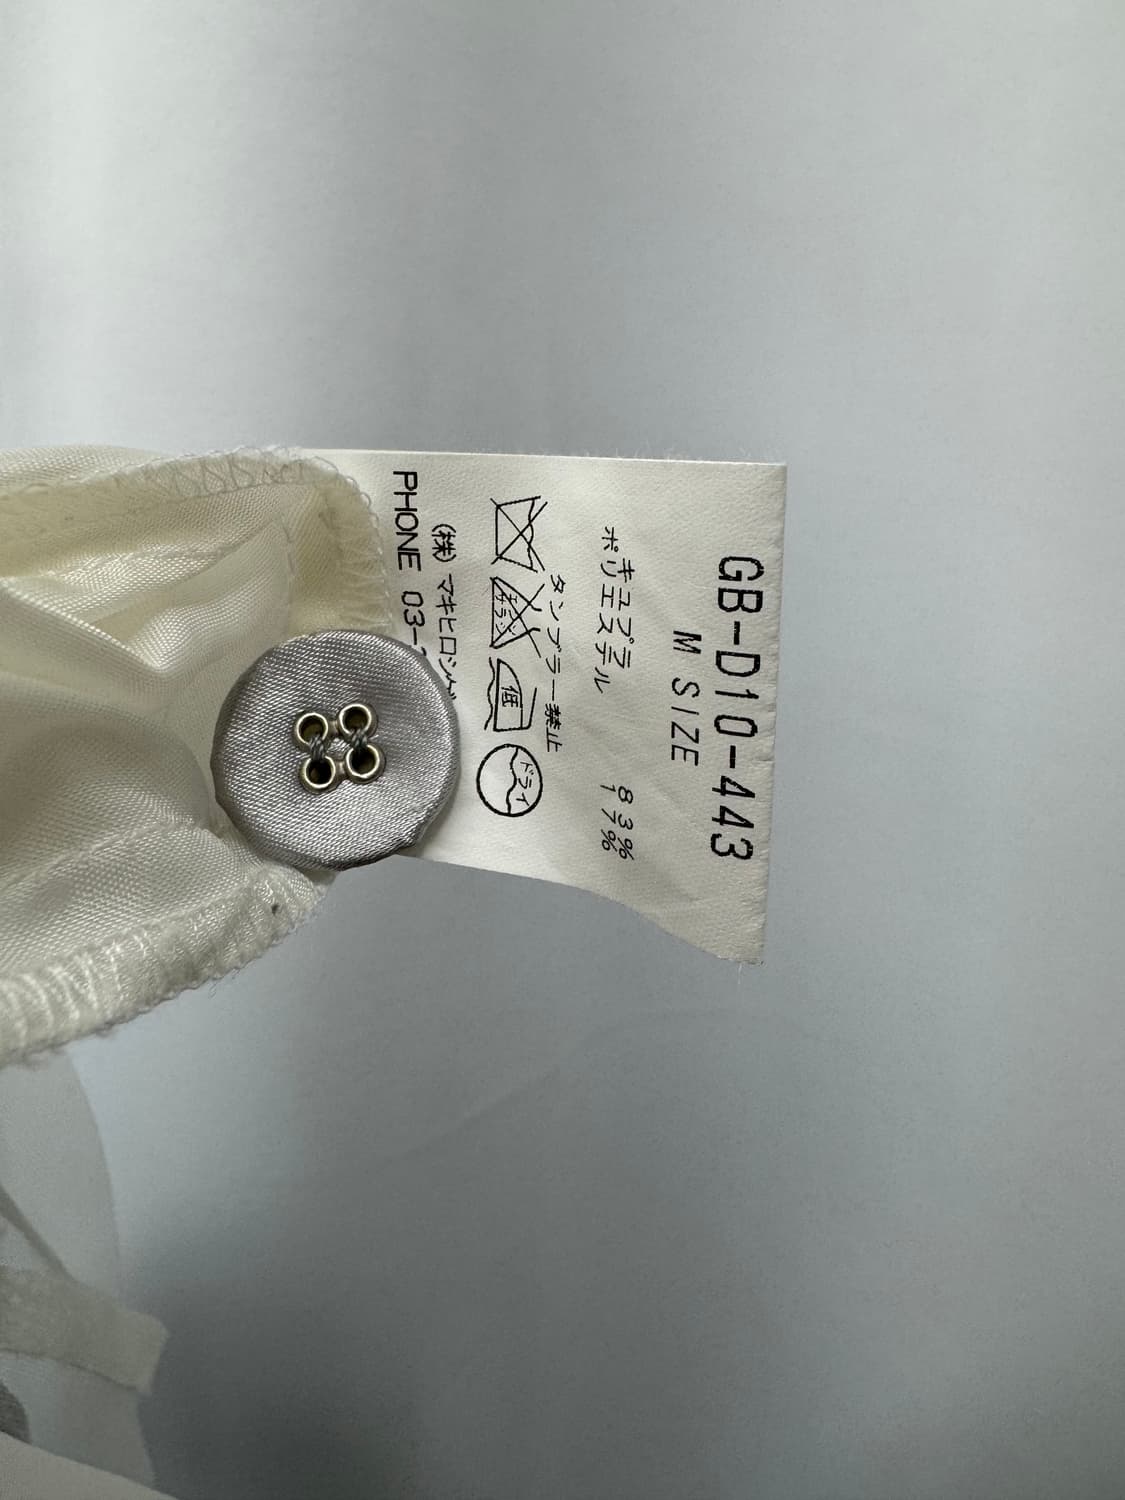 GB-D10-443
M SIZE
キュプラ 83%
ポリエステル 17%
タンブラー禁止
低
ドライ
(株) マキヒロシゲ
PHONE 03-